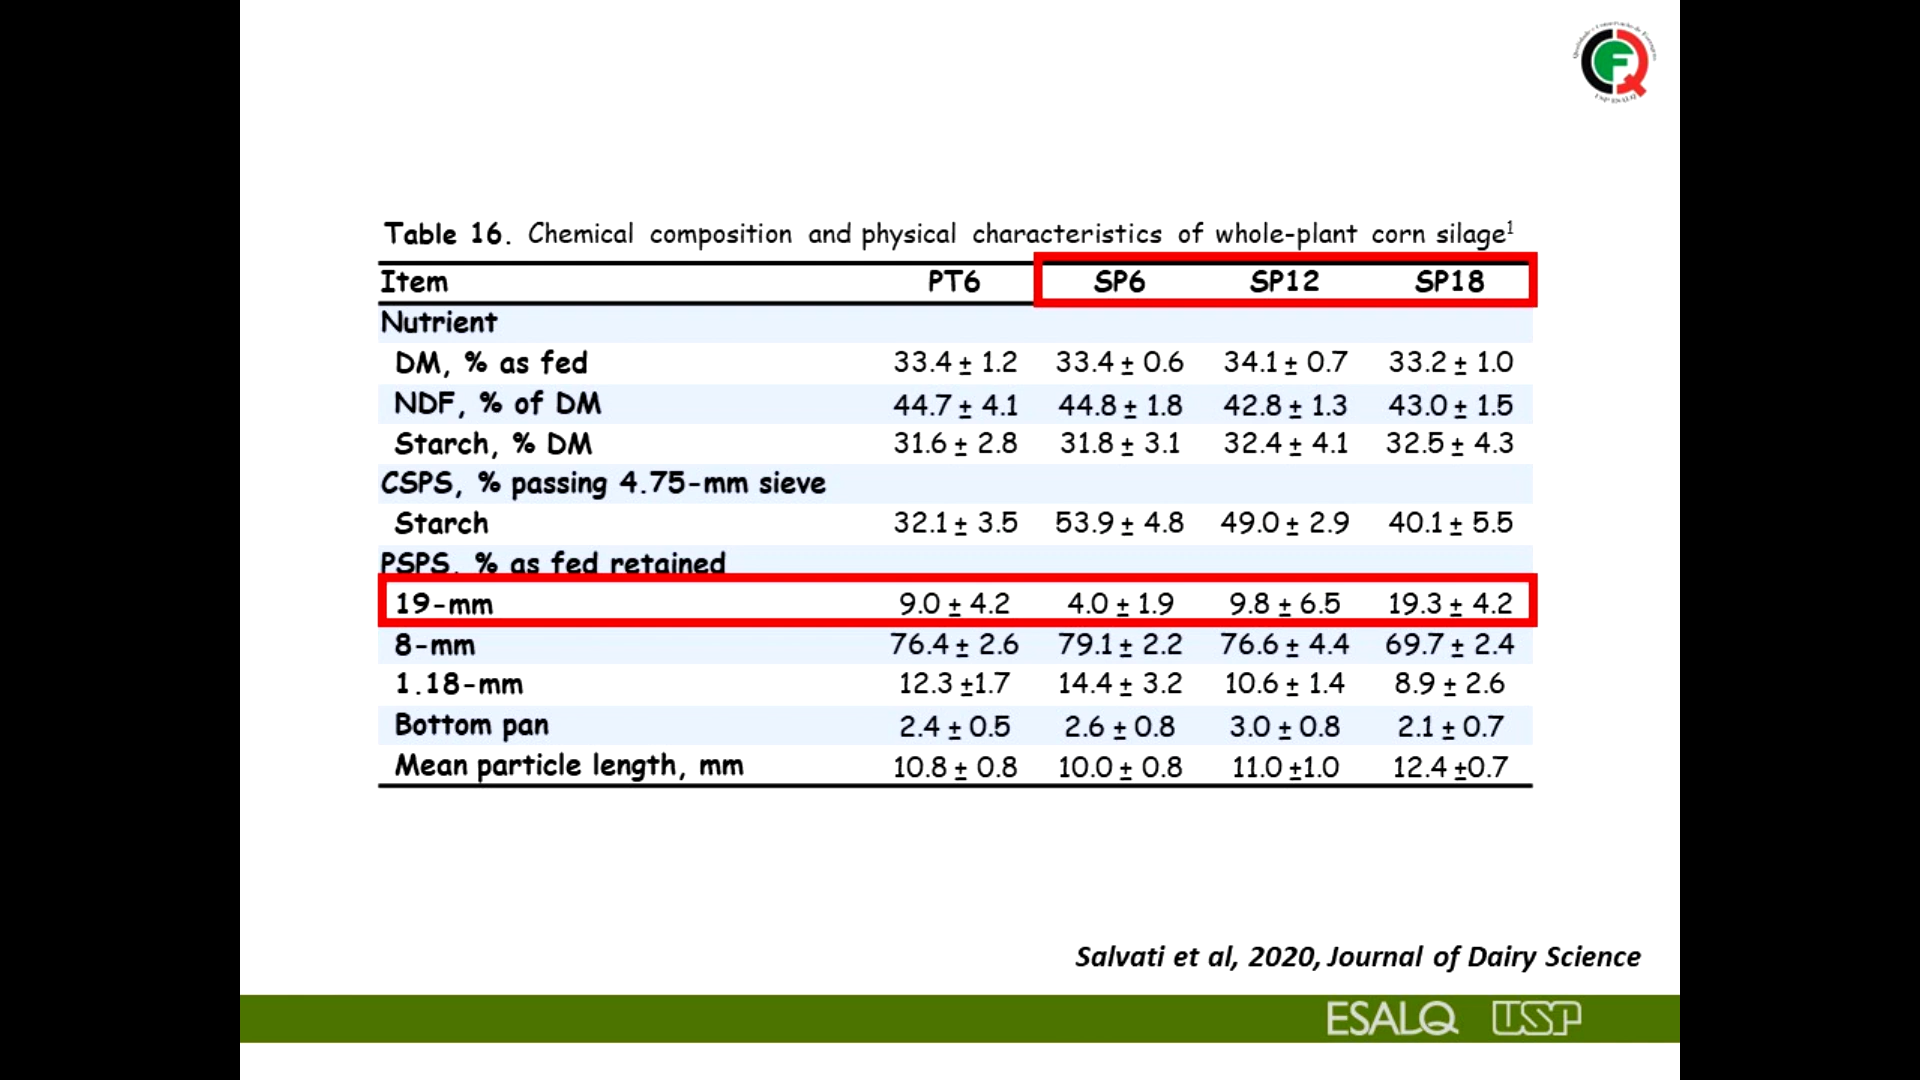 Table 16. Chemical composition and physical characteristics of whole-plant corn silage1
Item PT6 SP6 SP12 SP18
Nutrient
DM, % as fed 33.4 ± 1.2 33.4 ± 0.6 34.1 ± 0.7 33.2 ± 1.0
NDF, % of DM 44.7 ± 4.1 44.8 ± 1.8 42.8 ± 1.3 43.0 ± 1.5
Starch, % DM 31.6 ± 2.8 31.8 ± 3.1 32.4 ± 4.1 32.5 ± 4.3
CSPS, % passing 4.75-mm sieve
Starch 32.1 ± 3.5 53.9 ± 4.8 49.0 ± 2.9 40.1 ± 5.5
PSPS, % as fed retained
19-mm 9.0 ± 4.2 4.0 ± 1.9 9.8 ± 6.5 19.3 ± 4.2
8-mm 76.4 ± 2.6 79.1 ± 2.2 76.6 ± 4.4 69.7 ± 2.4
1.18-mm 12.3 ±1.7 14.4 ± 3.2 10.6 ± 1.4 8.9 ± 2.6
Bottom pan 2.4 ± 0.5 2.6 ± 0.8 3.0 ± 0.8 2.1 ± 0.7
Mean particle length, mm 10.8 ± 0.8 10.0 ± 0.8 11.0 ±1.0 12.4 ±0.7
Salvati et al, 2020, Journal of Dairy Science
ESALQ USP